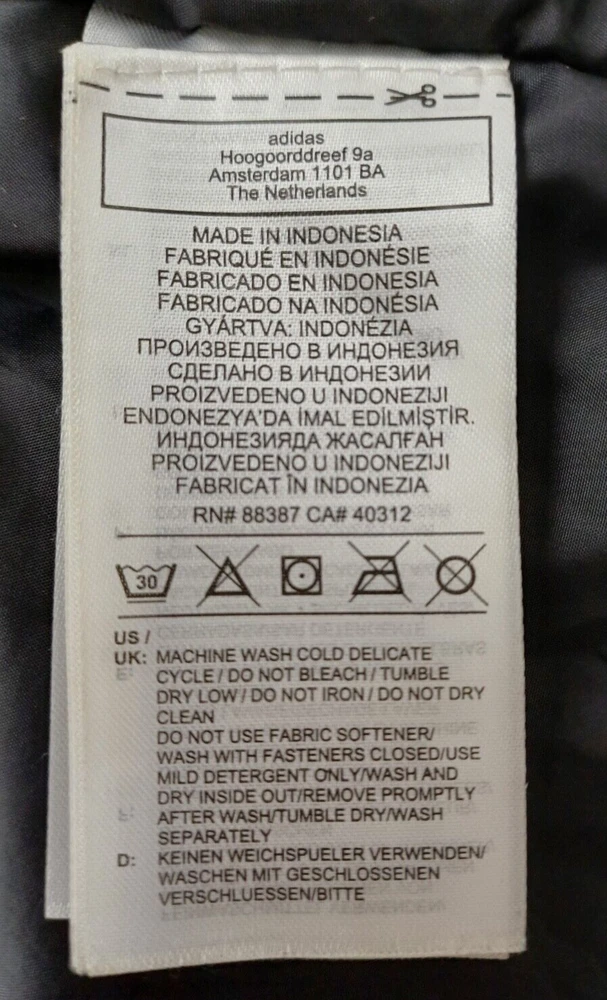 adidas
Hoogoorddreef 9a
Amsterdam 1101 BA
The Netherlands
MADE IN INDONESIA
FABRIQUÉ EN INDONÉSIE
FABRICADO EN INDONESIA
FABRICADO NA INDONÉSIA
GYÁRTVA: INDONÉZIA
ПРОИЗВЕДЕНО В ИНДОНЕЗИЯ
СДЕЛАНО В ИНДОНЕЗИИ
PROIZVEDENO U INDONEZIJI
ENDONEZYA'DA İMAL EDİLMİŞTİR.
ИНДОНЕЗИЯДА ЖАСАЛҒАН
PROIZVEDENO U INDONEZIJI
FABRICAT ÎN INDONEZIA
RN# 88387 CA# 40312
30
US /
UK: MACHINE WASH COLD DELICATE
CYCLE / DO NOT BLEACH / TUMBLE
DRY LOW / DO NOT IRON / DO NOT DRY
CLEAN
DO NOT USE FABRIC SOFTENER/
WASH WITH FASTENERS CLOSED/USE
MILD DETERGENT ONLY/WASH AND
DRY INSIDE OUT/REMOVE PROMPTLY
AFTER WASH/TUMBLE DRY/WASH
SEPARATELY
D: KEINEN WEICHSPUELER VERWENDEN/
WASCHEN MIT GESCHLOSSENEN
VERSCHLUESSEN/BITTE